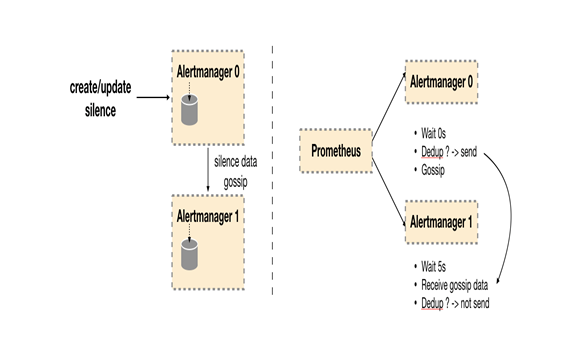 create/update
silence
Alertmanager 0
silence data
gossip
Alertmanager 1
Prometheus
Alertmanager 0
• Wait 0s
• Dedup ? -> send
• Gossip
Alertmanager 1
• Wait 5s
• Receive gossip data
• Dedup ? -> not send